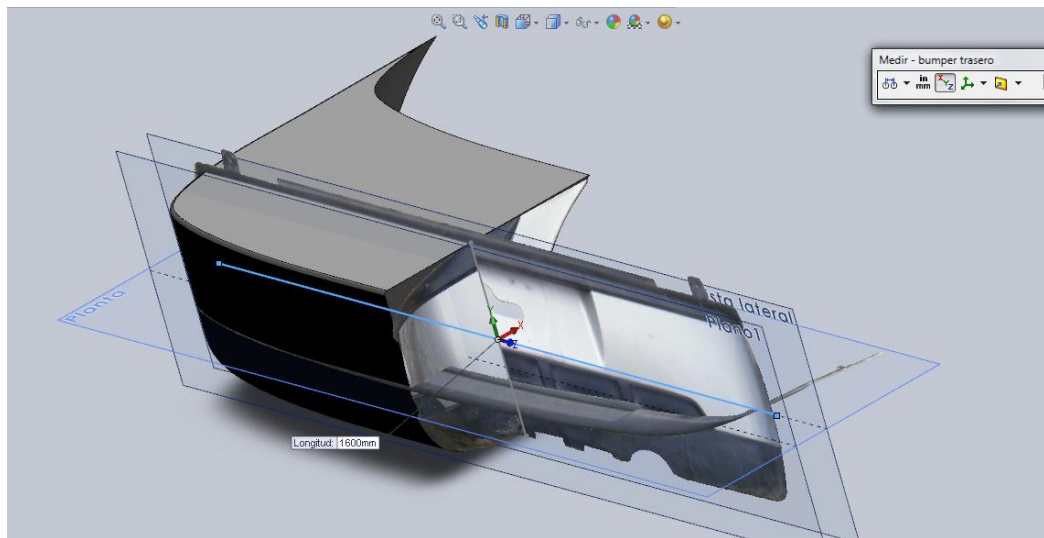 Medir - bumper trasero
in
mm
X
Y
Z
sta lateral
Plano1
Planta
Y
X
Z
Longitud: 1600mm